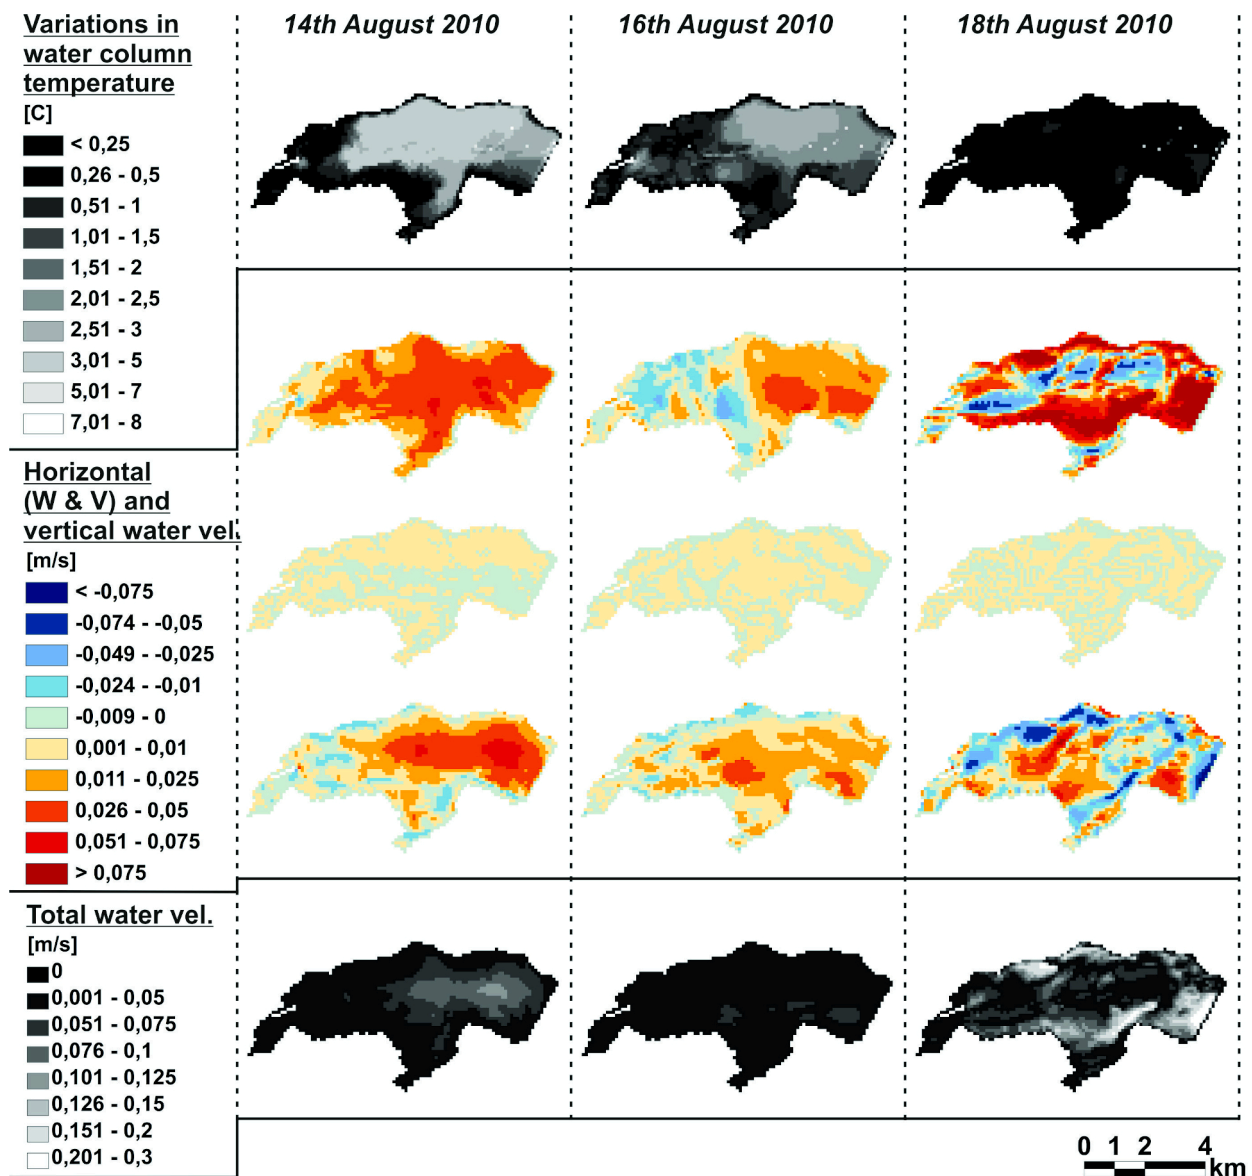 Variations in
water column
temperature
[C]
< 0,25
0,26 - 0,5
0,51 - 1
1,01 - 1,5
1,51 - 2
2,01 - 2,5
2,51 - 3
3,01 - 5
5,01 - 7
7,01 - 8
14th August 2010
16th August 2010
18th August 2010
Horizontal
(W & V) and
vertical water vel.
[m/s]
< -0,075
-0,074 - -0,05
-0,049 - -0,025
-0,024 - -0,01
-0,009 - 0
0,001 - 0,01
0,011 - 0,025
0,026 - 0,05
0,051 - 0,075
> 0,075
Total water vel.
[m/s]
0
0,001 - 0,05
0,051 - 0,075
0,076 - 0,1
0,101 - 0,125
0,126 - 0,15
0,151 - 0,2
0,201 - 0,3
0 1 2 4
km